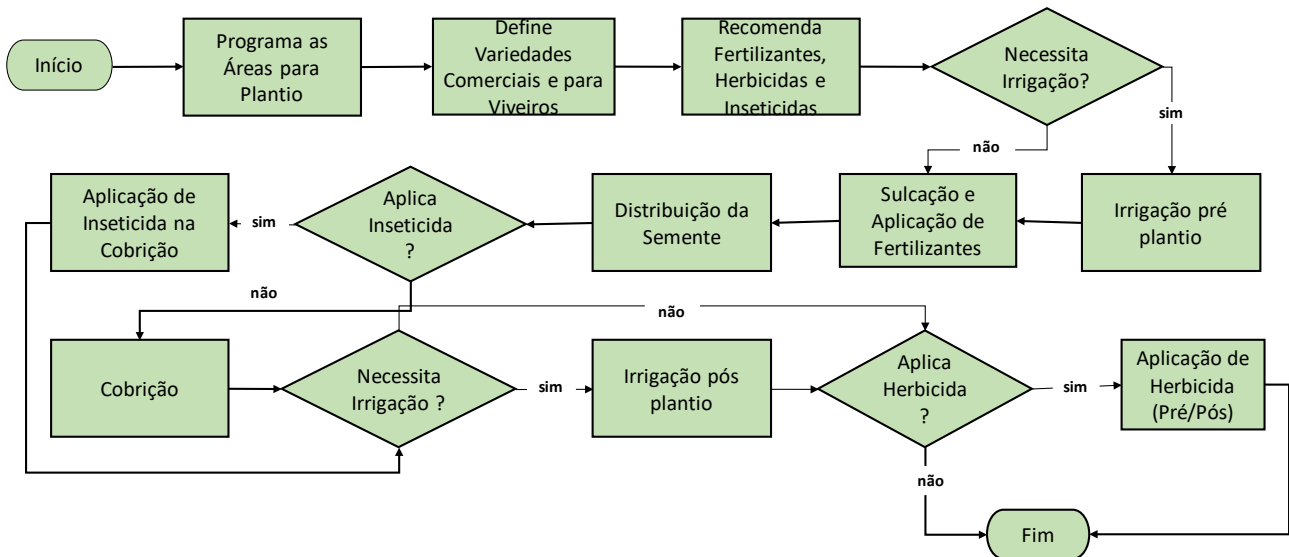 Início
Programa as
Áreas para
Plantio
Define
Variedades
Comerciais e para
Viveiros
Recomenda
Fertilizantes,
Herbicidas e
Inseticidas
Necessita
Irrigação?
sim
não
Aplicação de
Inseticida na
Cobrição
sim
Aplica
Inseticida
?
Distribuição da
Semente
Sulcação e
Aplicação de
Fertilizantes
Irrigação pré
plantio
não
não
Cobrição
Necessita
Irrigação ?
sim
Irrigação pós
plantio
Aplica
Herbicida
?
sim
Aplicação de
Herbicida
(Pré/Pós)
não
Fim